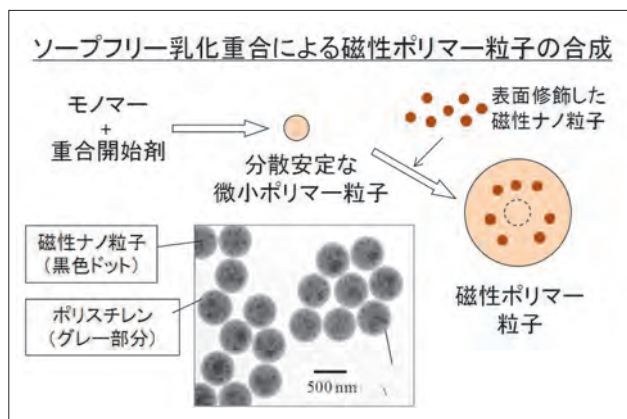 ソープフリー乳化重合による磁性ポリマー粒子の合成
モノマー
+
重合開始剤
分散安定な
微小ポリマー粒子
表面修飾した
磁性ナノ粒子
磁性ナノ粒子
(黒色ドット)
ポリスチレン
(グレー部分)
500 nm
磁性ポリマー
粒子